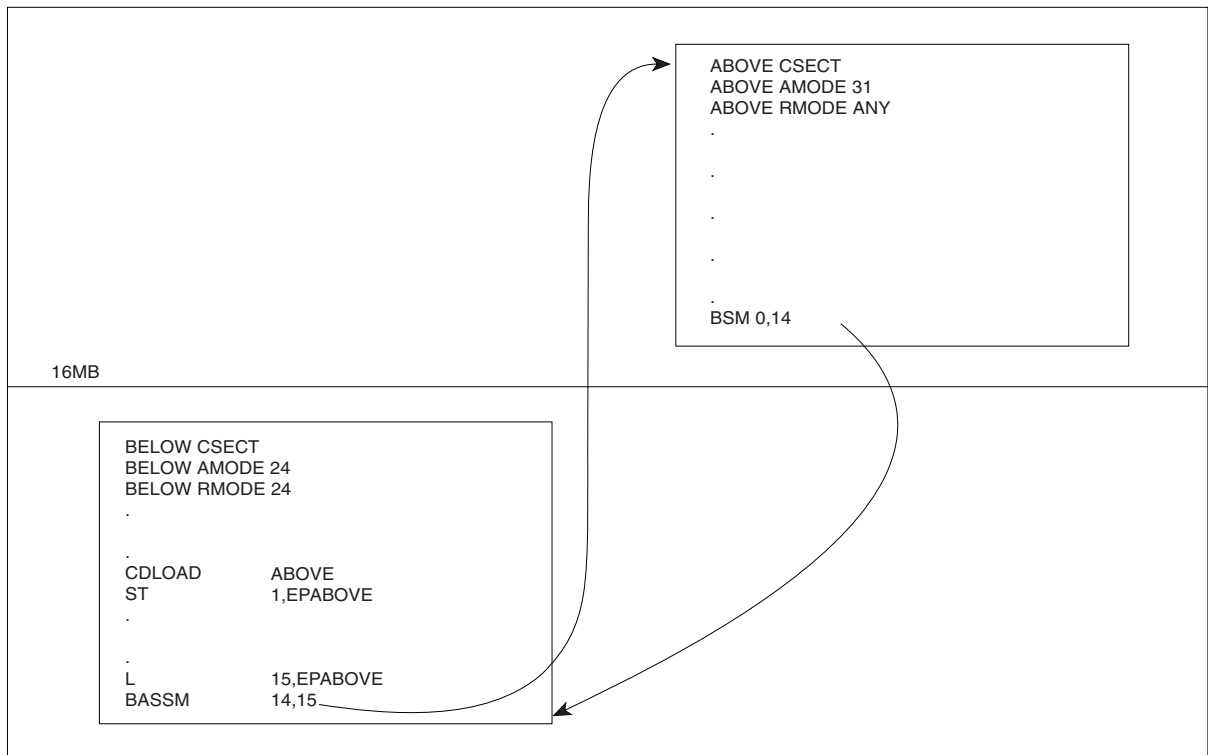 ABOVE CSECT
ABOVE AMODE 31
ABOVE RMODE ANY
.
.
.
.
.
BSM 0,14
16MB
BELOW CSECT
BELOW AMODE 24
BELOW RMODE 24
.
.
CDLOAD ABOVE
ST 1,EPABOVE
.
.
L 15,EPABOVE
BASSM 14,15